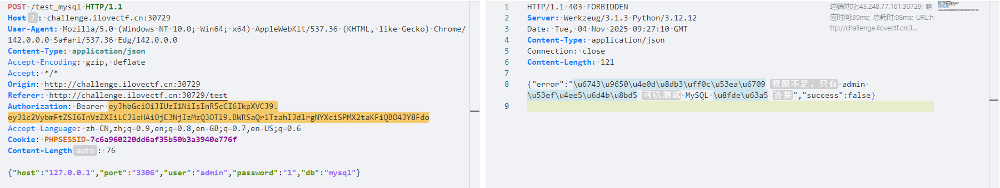 POST /test_mysql HTTP/1.1
Host ? : challenge.ilovectf.cn:30729
User-Agent: Mozilla/5.0 (Windows NT 10.0; Win64; x64) AppleWebKit/537.36 (KHTML, like Gecko) Chrome/
142.0.0.0 Safari/537.36 Edg/142.0.0.0
Content-Type: application/json
Accept-Encoding: gzip, deflate
Accept: */*
Origin: http://challenge.ilovectf.cn:30729
Referer: http://challenge.ilovectf.cn:30729/test
Authorization: Bearer eyJhbGciOiJIUzI1NiIsInR5cCI6IkpXVCJ9.
eyJ1c2VybmFtZSI6InVzZXIiLCJleHAiOjE3NjIzMzQ3OTl9.BWRSaQr1TzahIJdlrgNYXciSPMX2taKFiQBO4JY8Fdo
Accept-Language: zh-CN,zh;q=0.9,en;q=0.8,en-GB;q=0.7,en-US;q=0.6
Cookie: PHPSESSID=7c6a960220dd6af35b50b3a3940e776f
Content-Length auto : 76
{"host":"127.0.0.1","port":"3306","user":"admin","password":"1","db":"mysql"}
1 HTTP/1.1 403 FORBIDDEN
2 Server: Werkzeug/3.1.3 Python/3.12.12
3 Date: Tue, 04 Nov 2025 09:27:10 GMT
4 Content-Type: application/json
5 Connection: close
6 Content-Length: 121
7
8 {"error":"\u6743\u9650\u4e0d\u8db3\uff0c\u53ea\u6709 权限不足，只有 admin
\u53ef\u4ee5\u6d4b\u8bd5 可以测试 MySQL \u8fde\u63a5 连接","success":false}
9
远端地址:43.248.77.161:30729; 响
应时间:39ms; 总耗时:98ms; URL:h
ttp://challenge.ilovectf.cn:3...